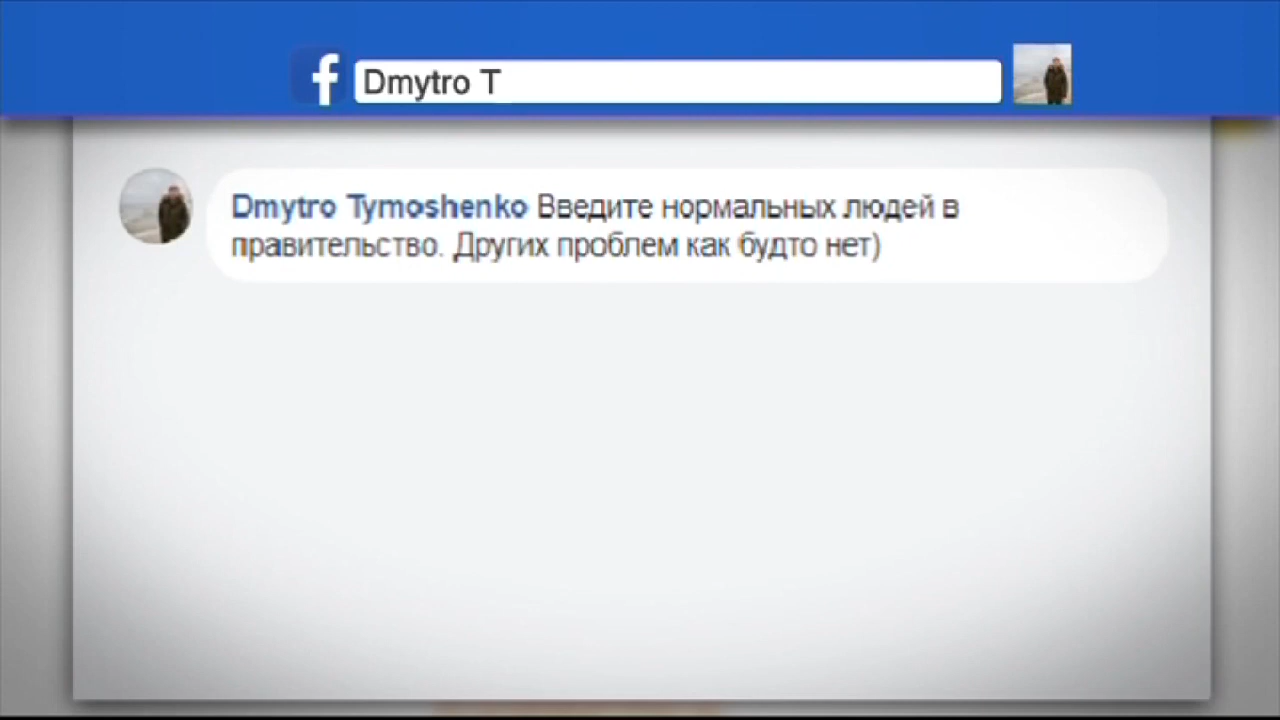 Dmytro T
Dmytro Tymoshenko Введите нормальных людей в
правительство. Других проблем как будто нет)